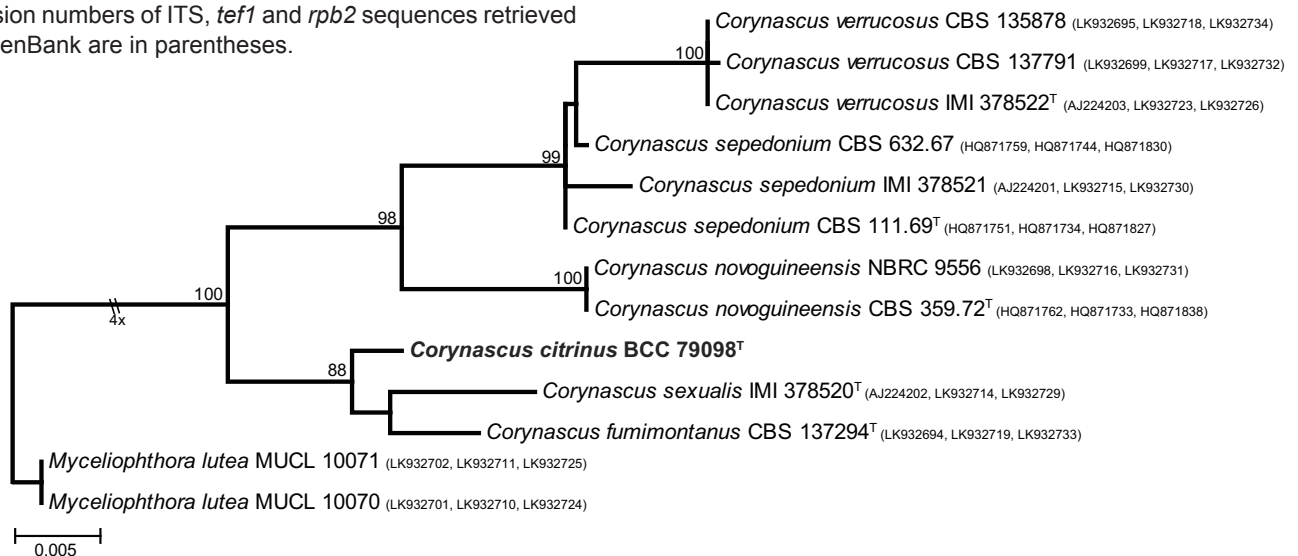 sion numbers of ITS, tef1 and rpb2 sequences retrieved
enBank are in parentheses.
Corynascus verrucosus CBS 135878 (LK932695, LK932718, LK932734)
100
Corynascus verrucosus CBS 137791 (LK932699, LK932717, LK932732)
Corynascus verrucosus IMI 378522ᵀ (AJ224203, LK932723, LK932726)
Corynascus sepedonium CBS 632.67 (HQ871759, HQ871744, HQ871830)
99
Corynascus sepedonium IMI 378521 (AJ224201, LK932715, LK932730)
98
Corynascus sepedonium CBS 111.69ᵀ (HQ871751, HQ871734, HQ871827)
Corynascus novoguineensis NBRC 9556 (LK932698, LK932716, LK932731)
100
100
Corynascus novoguineensis CBS 359.72ᵀ (HQ871762, HQ871733, HQ871838)
4x
Corynascus citrinus BCC 79098ᵀ
88
Corynascus sexualis IMI 378520ᵀ (AJ224202, LK932714, LK932729)
Corynascus fumimontanus CBS 137294ᵀ (LK932694, LK932719, LK932733)
Myceliophthora lutea MUCL 10071 (LK932702, LK932711, LK932725)
Myceliophthora lutea MUCL 10070 (LK932701, LK932710, LK932724)
0.005